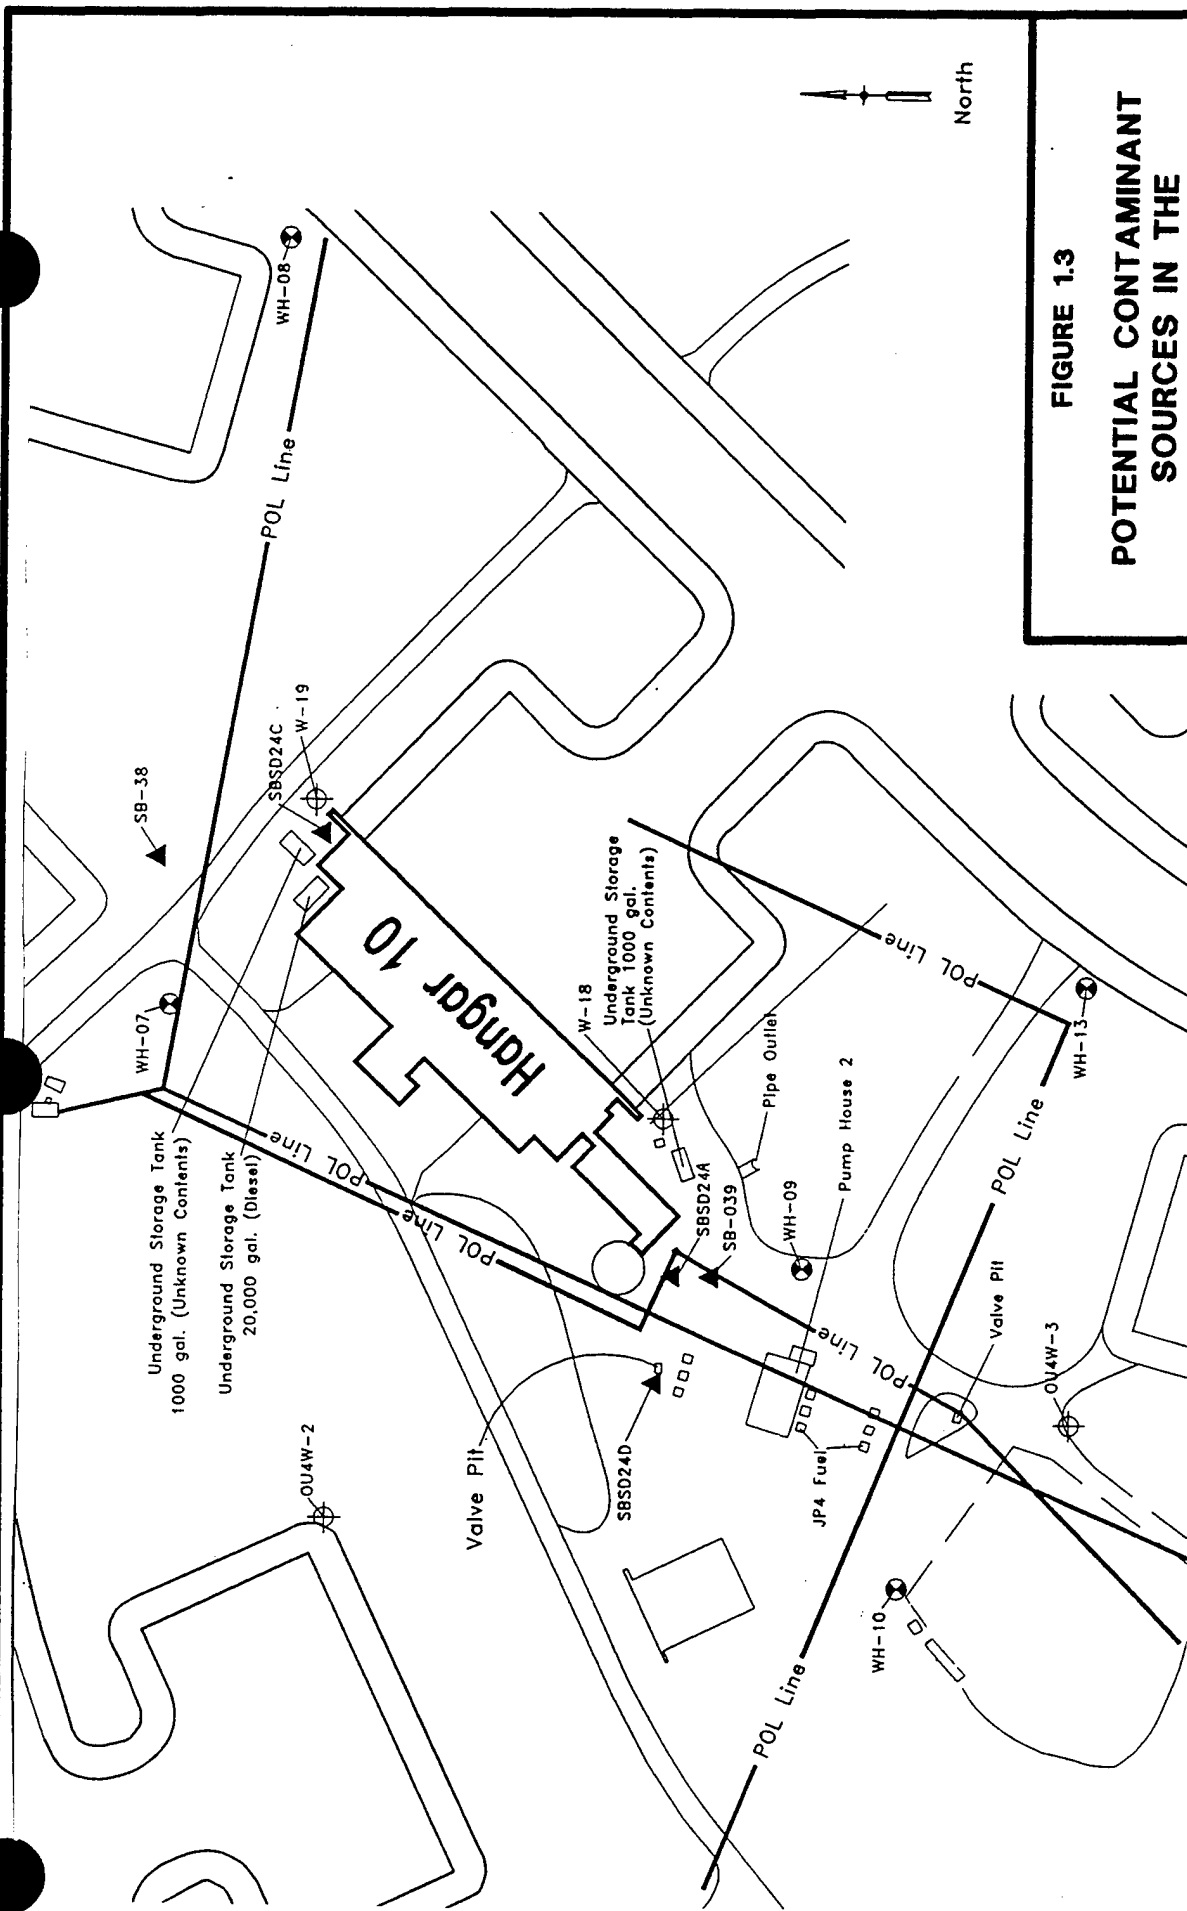 North
FIGURE 1.3
POTENTIAL CONTAMINANT
SOURCES IN THE
WH-08
POL Line
SB-38
SBSD24C
W-19
WH-07
Underground Storage Tank
1000 gal. (Unknown Contents)
Underground Storage Tank
20,000 gal. (Diesel)
Hangar 10
POL Line
POL Line
POL Line
W-18
Underground Storage
Tank 1000 gal.
(Unknown Contents)
POL Line
WH-13
Pipe Outlet
Pump House 2
POL Line
SBSD24A
SB-039
WH-09
POL Line
Valve Pit
OU4W-3
OU4W-2
Valve Pit
SBSD24D
JP4 Fuel
WH-10
POL Line